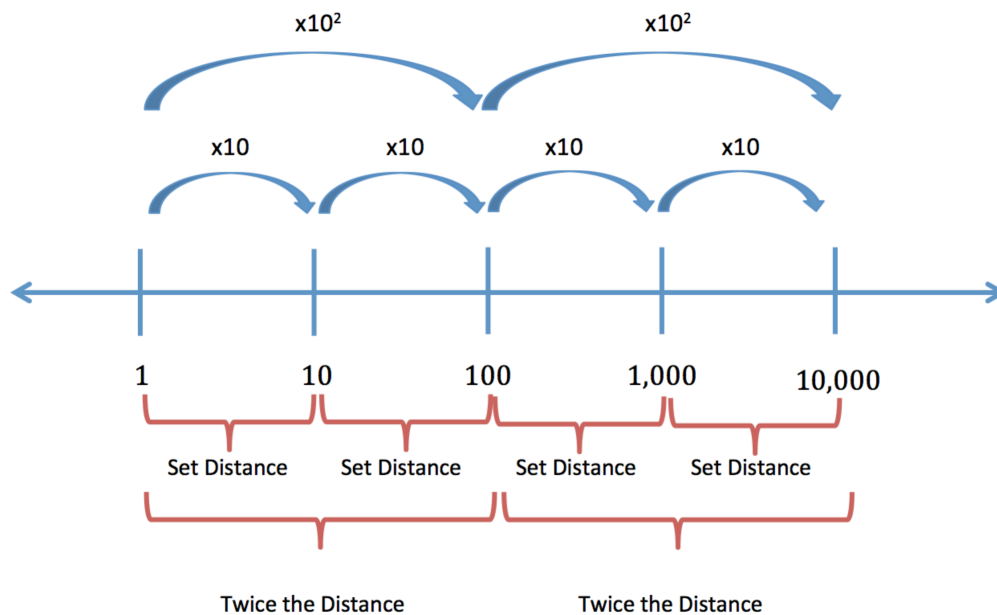 x10² x10²
x10 x10 x10 x10
1 10 100 1,000 10,000
Set Distance Set Distance Set Distance Set Distance
Twice the Distance Twice the Distance